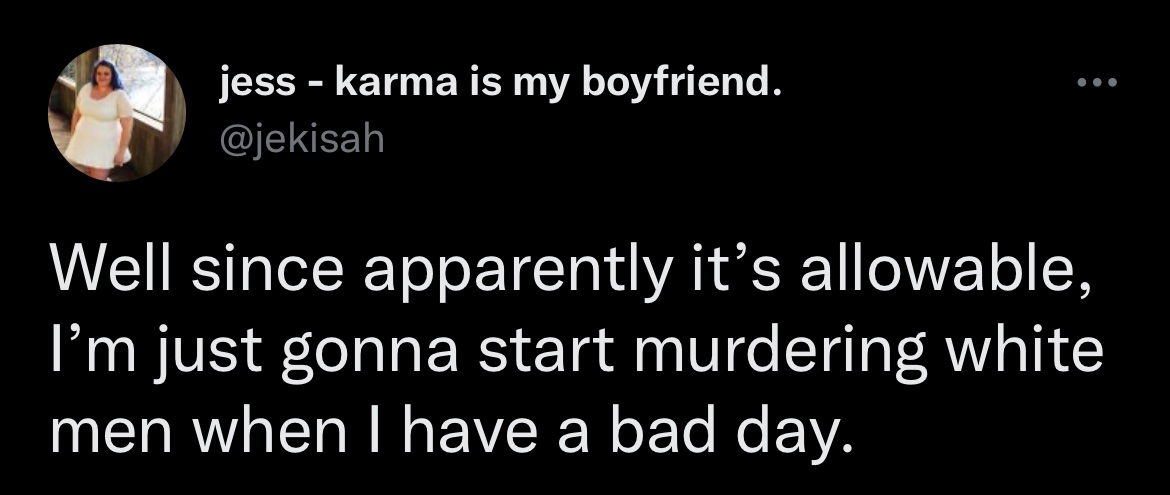 jess - karma is my boyfriend.
@jekisah
Well since apparently it’s allowable,
I’m just gonna start murdering white
men when I have a bad day.